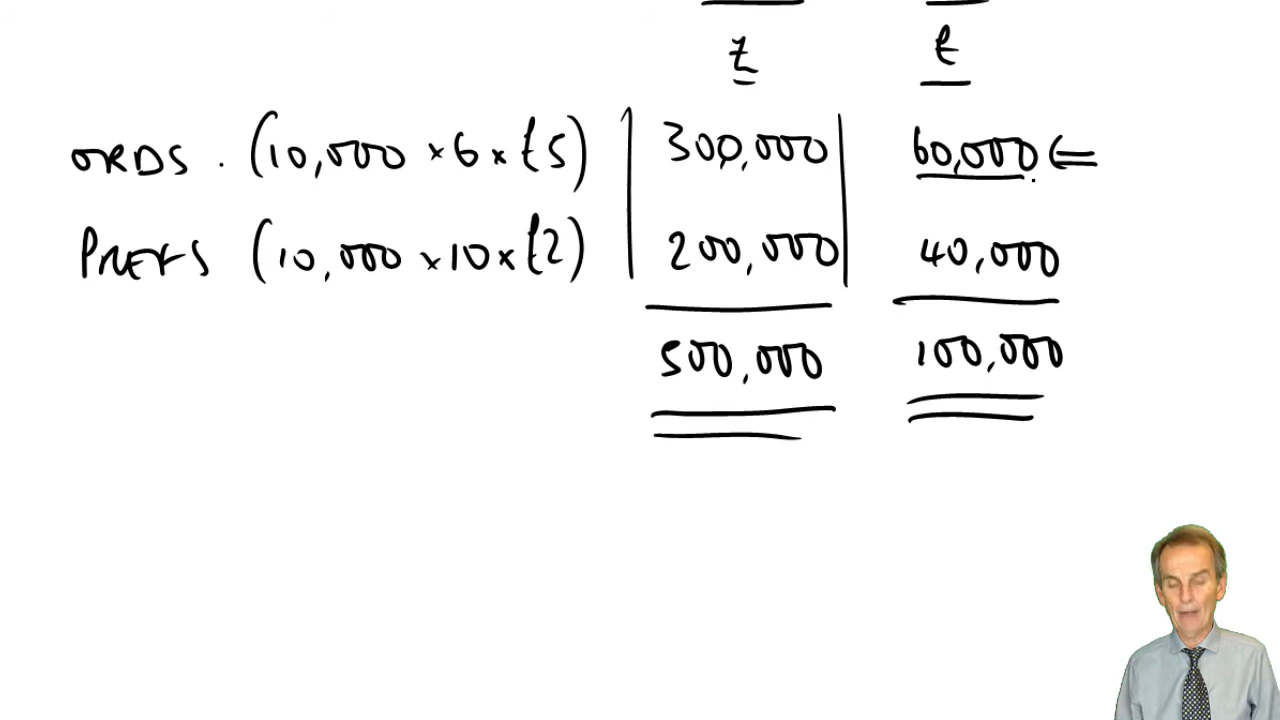 £ £
ORDS. (10,000 × 6 × £5) 300,000 60,000 ⇐
PREFS (10,000 × 10 × £2) 200,000 40,000
500,000 100,000